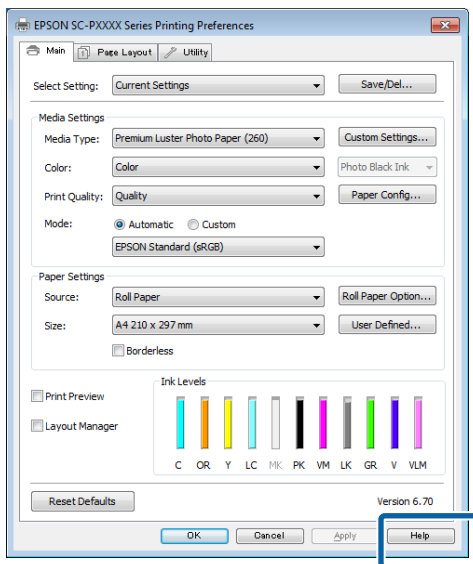 EPSON SC-PXXXX Series Printing Preferences
Main Page Layout Utility
Select Setting: Current Settings Save/Del...
Media Settings
Media Type: Premium Luster Photo Paper (260) Custom Settings...
Color: Color Photo Black Ink
Print Quality: Quality Paper Config...
Mode: Automatic Custom
EPSON Standard (sRGB)
Paper Settings
Source: Roll Paper Roll Paper Option...
Size: A4 210 x 297 mm User Defined...
Borderless
Ink Levels
Print Preview
Layout Manager
C OR Y LC MK PK VM LK GR V VLM
Reset Defaults Version 6.70
OK Cancel Apply Help